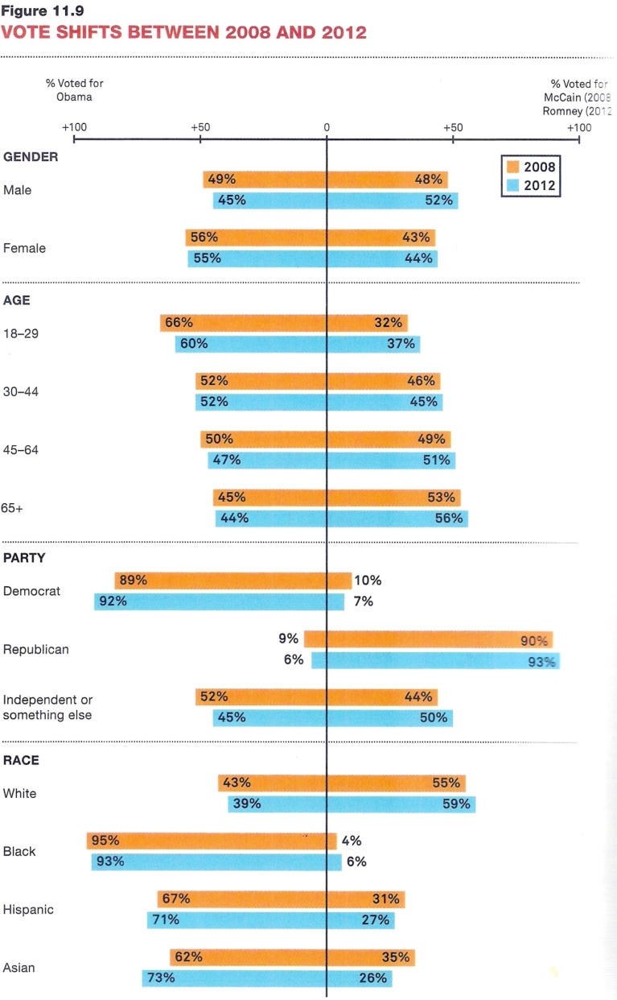 Figure 11.9
VOTE SHIFTS BETWEEN 2008 AND 2012
% Voted for
Obama
% Voted for
McCain (2008
Romney (2012
+100 +50 0 +50 +100
GENDER
2008
2012
Male
49% 48%
45% 52%
Female
56% 43%
55% 44%
AGE
18–29
66% 32%
60% 37%
30–44
52% 46%
52% 45%
45–64
50% 49%
47% 51%
65+
45% 53%
44% 56%
PARTY
Democrat
89% 10%
92% 7%
Republican
9% 90%
6% 93%
Independent or
something else
52% 44%
45% 50%
RACE
White
43% 55%
39% 59%
Black
95% 4%
93% 6%
Hispanic
67% 31%
71% 27%
Asian
62% 35%
73% 26%